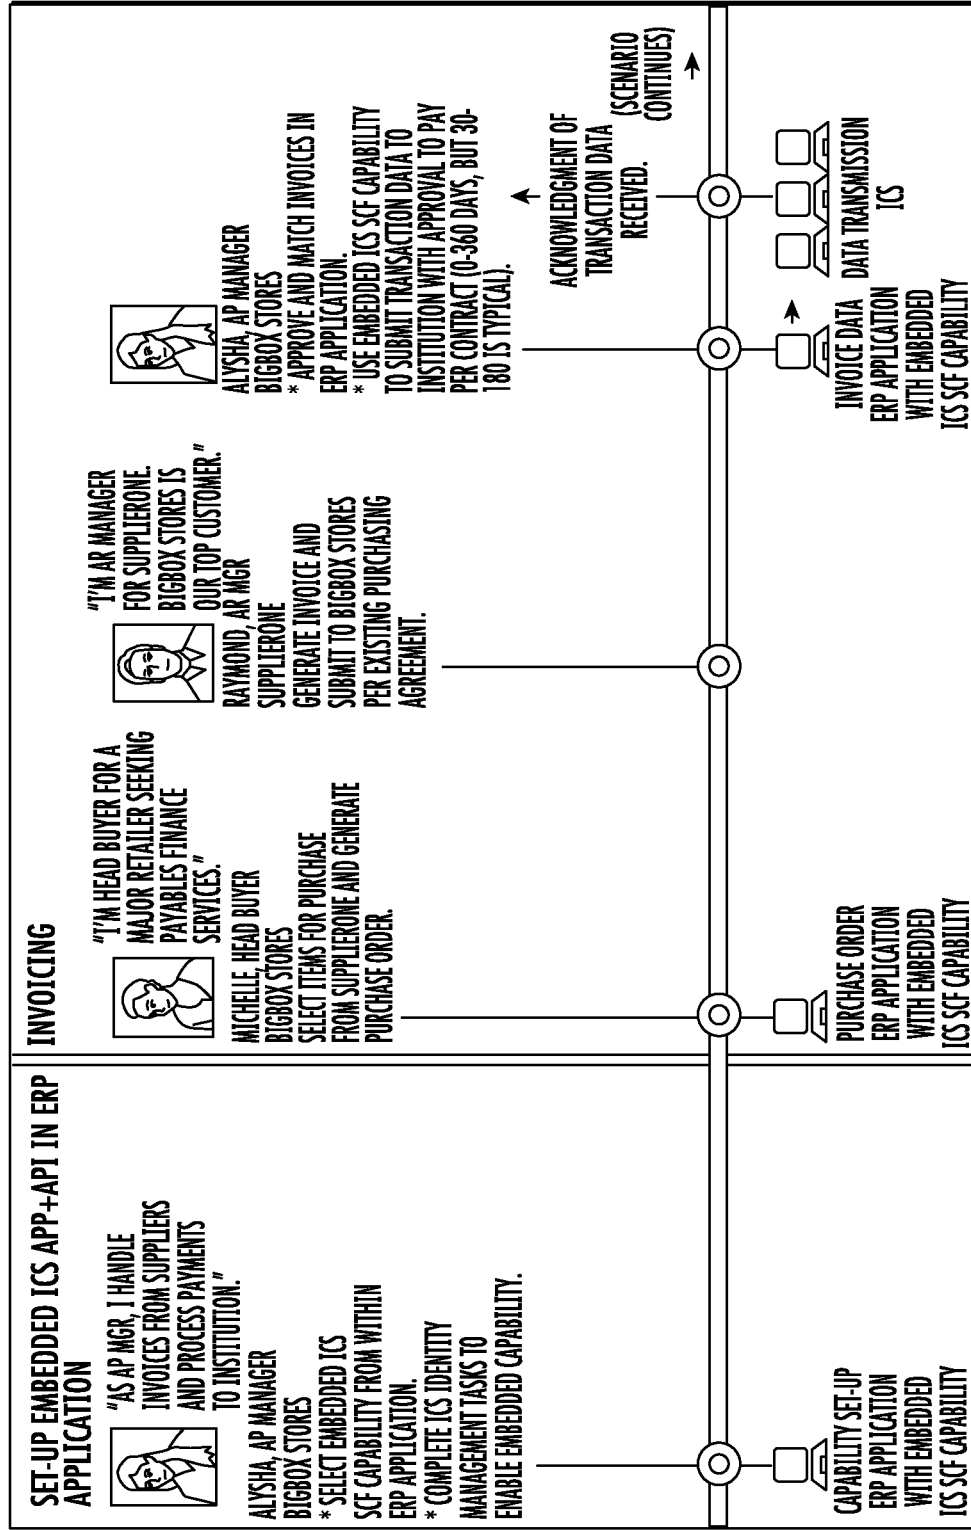 SET-UP EMBEDDED ICS APP+API IN ERP
APPLICATION
"AS AP MGR, I HANDLE
INVOICES FROM SUPPLIERS
AND PROCESS PAYMENTS
TO INSTITUTION."
ALYSHA, AP MANAGER
BIGBOX STORES
* SELECT EMBEDDED ICS
SCF CAPABILITY FROM WITHIN
ERP APPLICATION.
* COMPLETE ICS IDENTITY
MANAGEMENT TASKS TO
ENABLE EMBEDDED CAPABILITY.
CAPABILITY SET-UP
ERP APPLICATION
WITH EMBEDDED
ICS SCF CAPABILITY
INVOICING
"I'M HEAD BUYER FOR A
MAJOR RETAILER SEEKING
PAYABLES FINANCE
SERVICES."
MICHELLE, HEAD BUYER
BIGBOX STORES
SELECT ITEMS FOR PURCHASE
FROM SUPPLIERONE AND GENERATE
PURCHASE ORDER.
PURCHASE ORDER
ERP APPLICATION
WITH EMBEDDED
ICS SCF CAPABILITY
"I'M AR MANAGER
FOR SUPPLIERONE.
BIGBOX STORES IS
OUR TOP CUSTOMER."
RAYMOND, AR MGR
SUPPLIERONE
GENERATE INVOICE AND
SUBMIT TO BIGBOX STORES
PER EXISTING PURCHASING
AGREEMENT.
ALYSHA, AP MANAGER
BIGBOX STORES
* APPROVE AND MATCH INVOICES IN
ERP APPLICATION.
* USE EMBEDDED ICS SCF CAPABILITY
TO SUBMIT TRANSACTION DATA TO
INSTITUTION WITH APPROVAL TO PAY
PER CONTRACT (0-360 DAYS, BUT 30-
180 IS TYPICAL).
INVOICE DATA
ERP APPLICATION
WITH EMBEDDED
ICS SCF CAPABILITY
ACKNOWLEDGMENT OF
TRANSACTION DATA
RECEIVED.
DATA TRANSMISSION
ICS
(SCENARIO
CONTINUES)